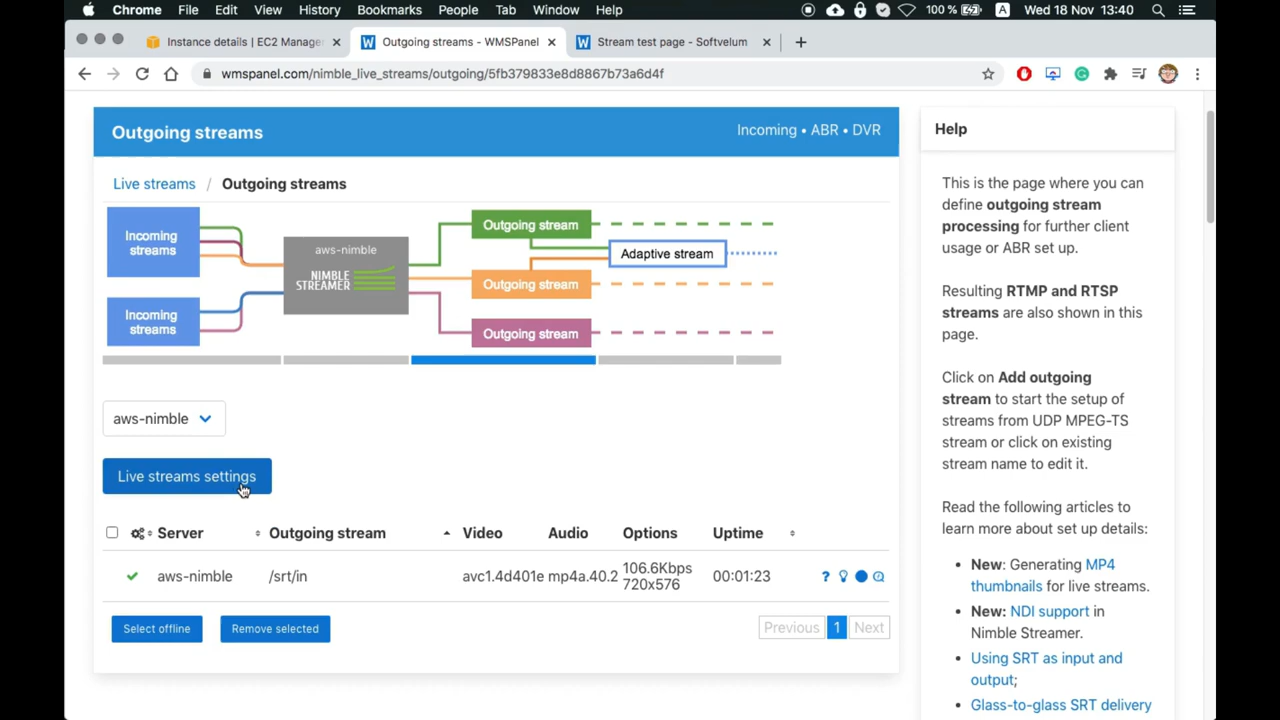 Chrome File Edit View History Bookmarks People Tab Window Help 100 % A Wed 18 Nov 13:40
Instance details | EC2 Manage
Outgoing streams - WMSPanel
Stream test page - Softvelum
wmspanel.com/nimble_live_streams/outgoing/5fb379833e8d8867b73a6d4f
Outgoing streams
Incoming • ABR • DVR
Live streams / Outgoing streams
Incoming
streams
Incoming
streams
aws-nimble
NIMBLE
STREAMER
Outgoing stream
Adaptive stream
Outgoing stream
Outgoing stream
aws-nimble
Live streams settings
Server Outgoing stream Video Audio Options Uptime
aws-nimble /srt/in avc1.4d401e mp4a.40.2 106.6Kbps 00:01:23 ?
720x576
Select offline Remove selected Previous 1 Next
Help
This is the page where you can
define outgoing stream
processing for further client
usage or ABR set up.
Resulting RTMP and RTSP
streams are also shown in this
page.
Click on Add outgoing
stream to start the setup of
streams from UDP MPEG-TS
stream or click on existing
stream name to edit it.
Read the following articles to
learn more about set up details:
• New: Generating MP4
thumbnails for live streams.
• New: NDI support in
Nimble Streamer.
• Using SRT as input and
output;
• Glass-to-glass SRT delivery